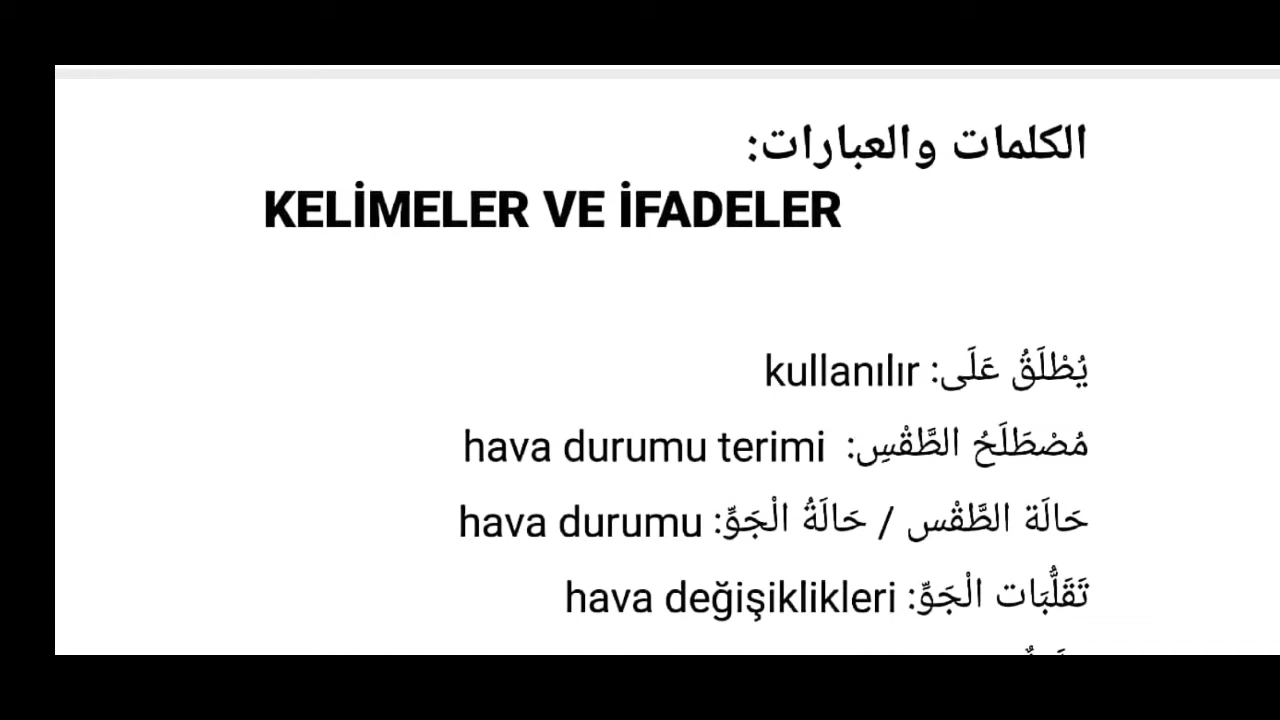 الكلمات والعبارات:
KELİMELER VE İFADELER
يُطْلَقُ عَلَى: kullanılır
مُصْطَلَحُ الطَّقْسِ: hava durumu terimi
حَالَة الطَّقْس / حَالَةُ الْجَوِّ: hava durumu
تَقَلُّبَات الْجَوِّ: hava değişiklikleri